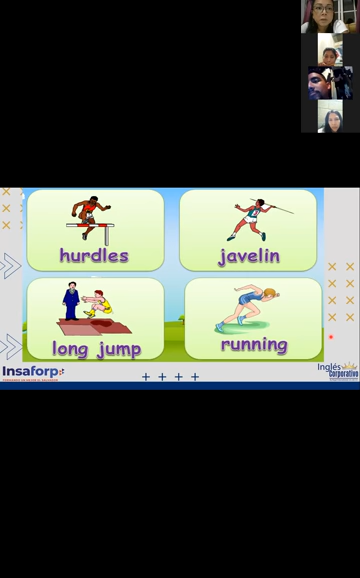 hurdles
javelin
long jump
running
Insaforp
Inglés
Corporativo